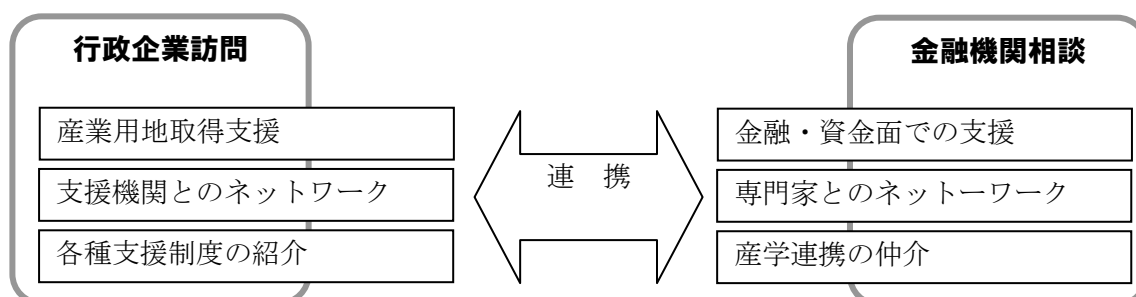 行政企業訪問
産業用地取得支援
支援機関とのネットワーク
各種支援制度の紹介
連 携
金融機関相談
金融・資金面での支援
専門家とのネットーワーク
産学連携の仲介